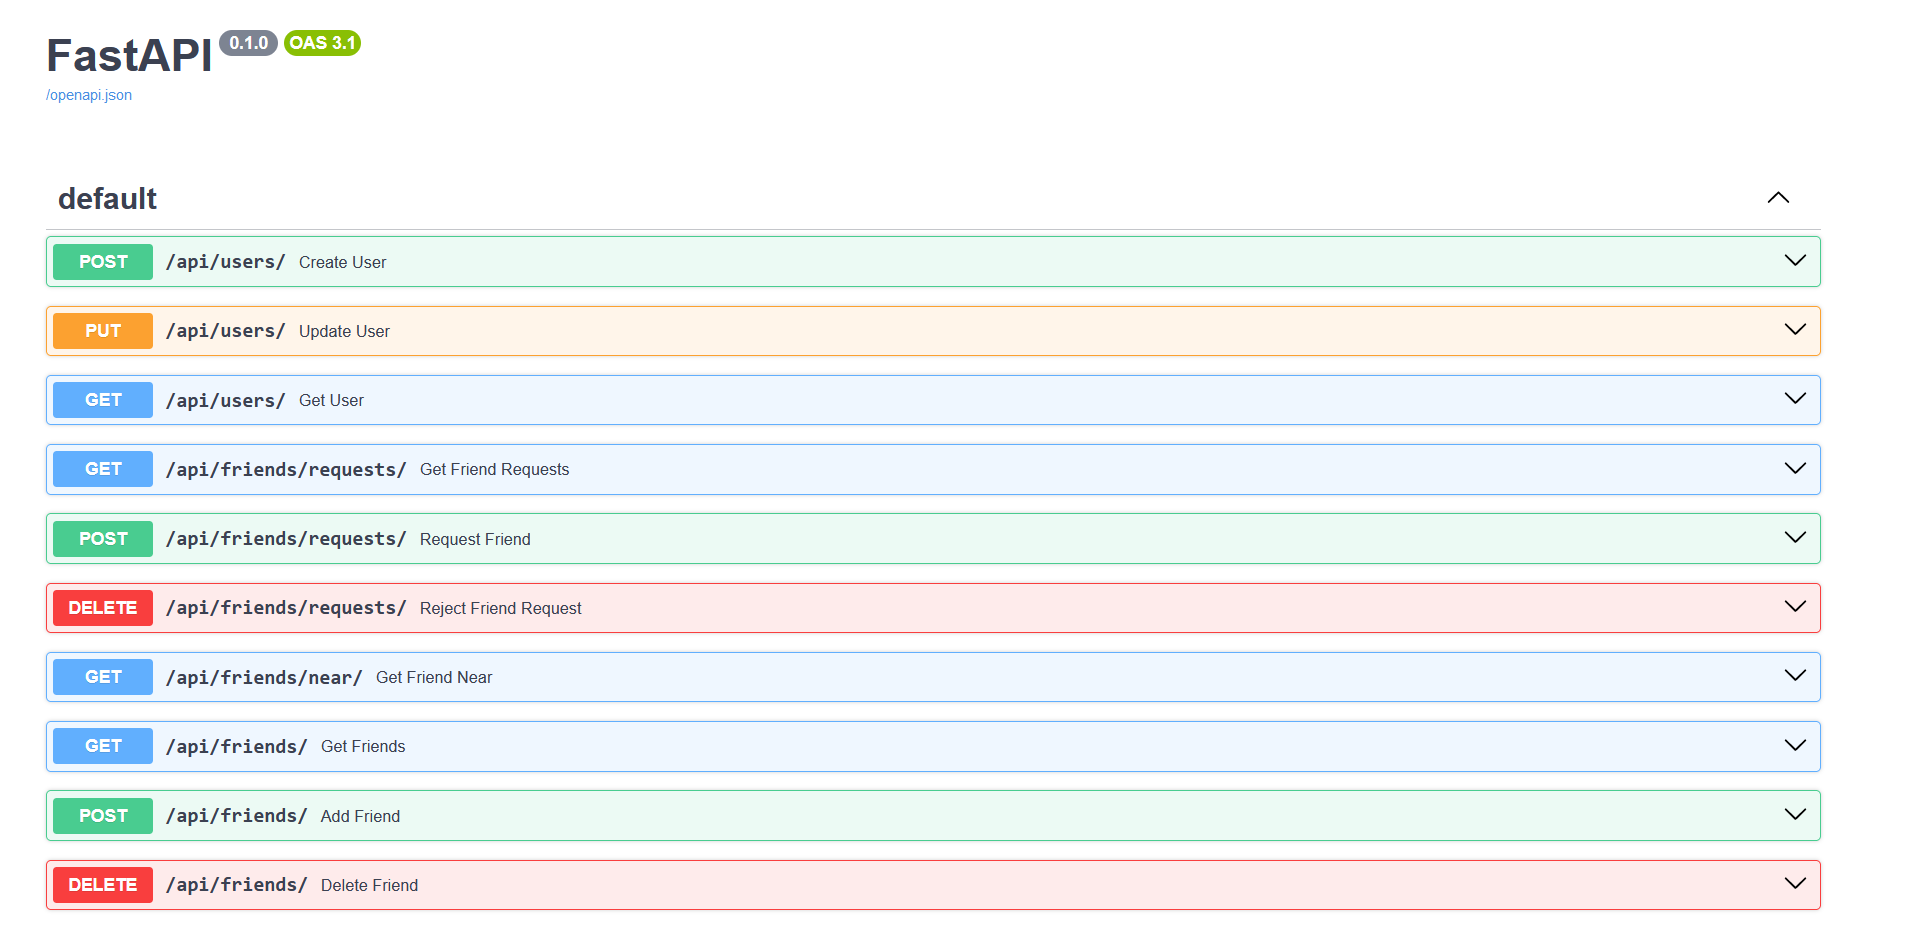 FastAPI 0.1.0 OAS 3.1
/openapi.json
default
POST /api/users/ Create User
PUT /api/users/ Update User
GET /api/users/ Get User
GET /api/friends/requests/ Get Friend Requests
POST /api/friends/requests/ Request Friend
DELETE /api/friends/requests/ Reject Friend Request
GET /api/friends/near/ Get Friend Near
GET /api/friends/ Get Friends
POST /api/friends/ Add Friend
DELETE /api/friends/ Delete Friend